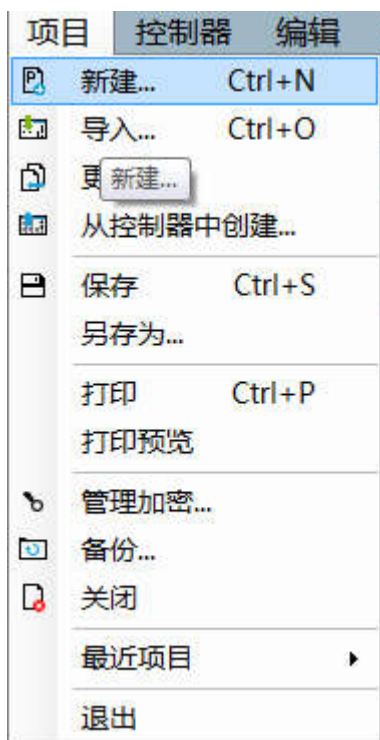 项目 控制器 编辑
新建... Ctrl+N
导入... Ctrl+O
更
新建...
从控制器中创建...
保存 Ctrl+S
另存为...
打印 Ctrl+P
打印预览
管理加密...
备份...
关闭
最近项目
退出